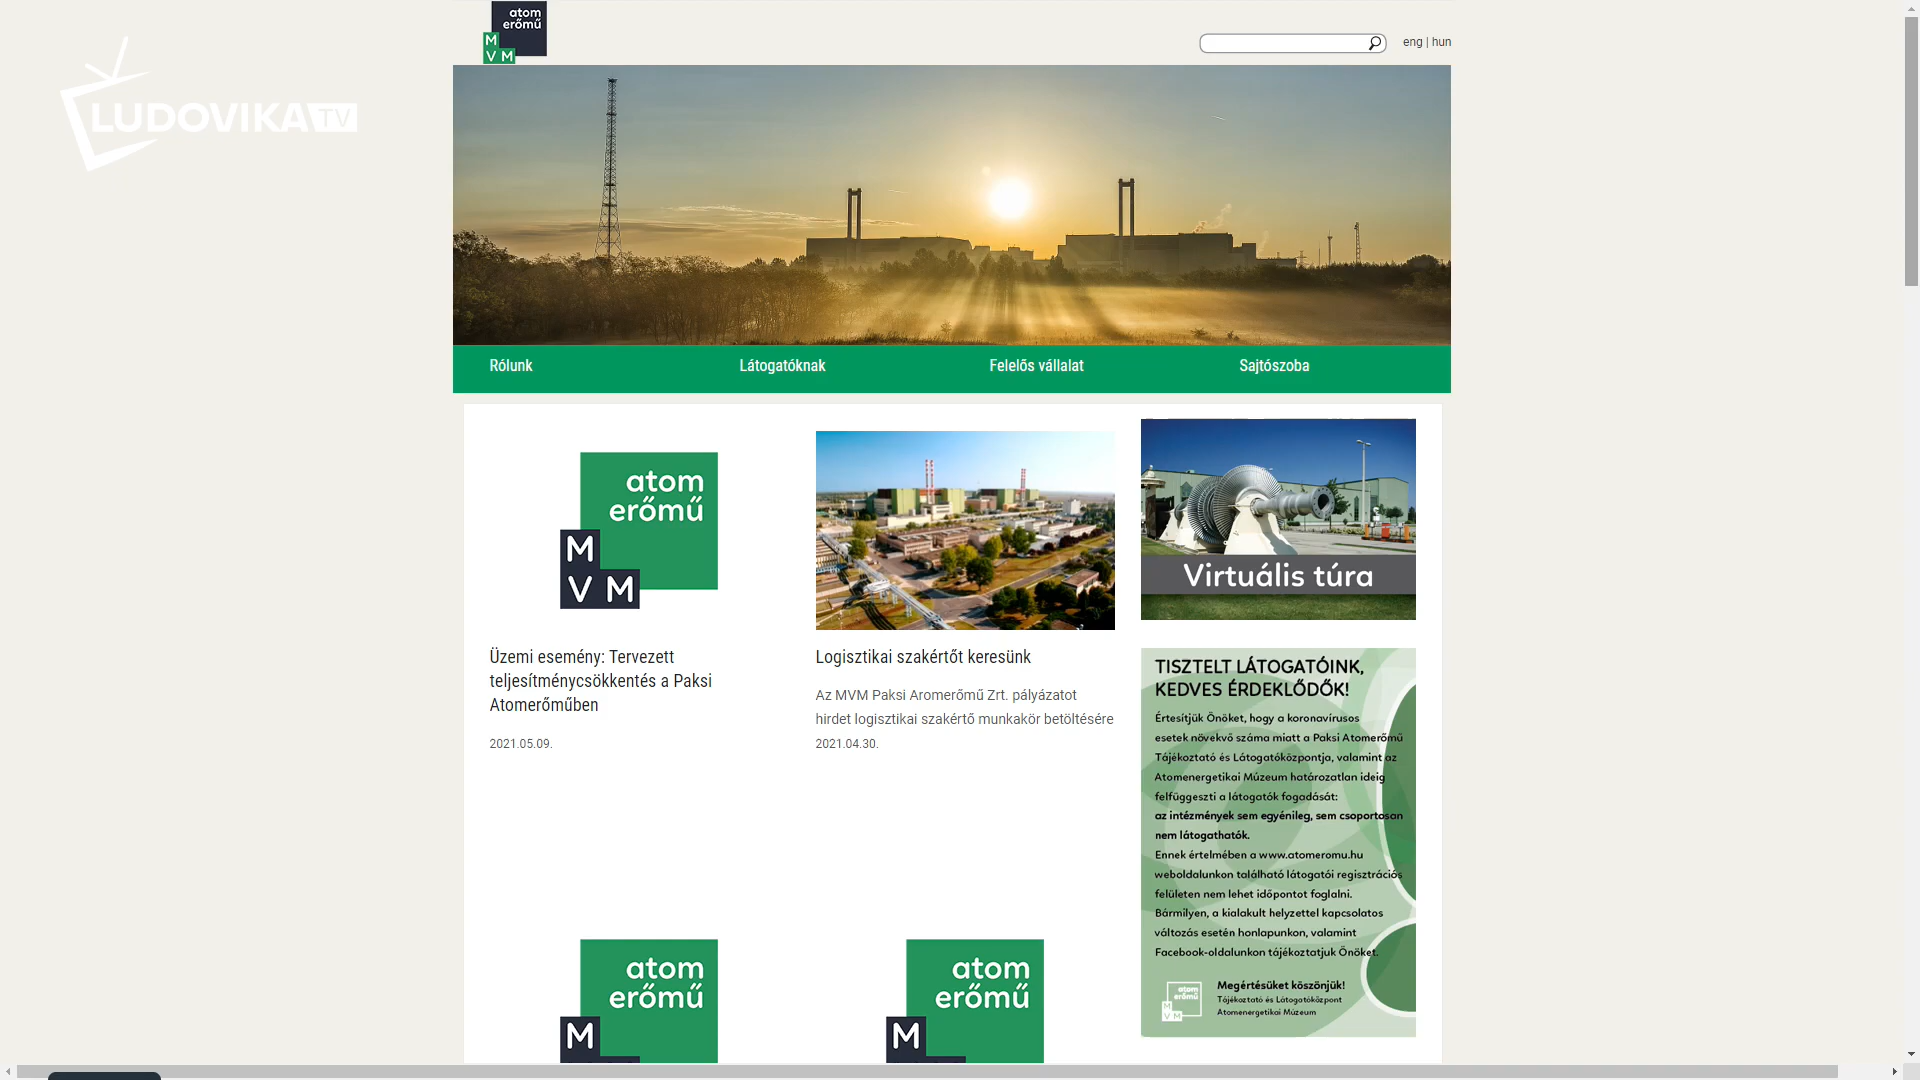 atom
erőmű
M
V M
eng | hun
LUDOVIKA TV
Rólunk
Látogatóknak
Felelős vállalat
Sajtószoba
atom
erőmű
M
V M
Üzemi esemény: Tervezett
teljesítménycsökkentés a Paksi
Atomerőműben
2021.05.09.
Logisztikai szakértőt keresünk
Az MVM Paksi Aromerőmű Zrt. pályázatot
hirdet logisztikai szakértő munkakör betöltésére
2021.04.30.
Virtuális túra
TISZTELT LÁTOGATÓINK,
KEDVES ÉRDEKLŐDŐK!
Értesítjük Önöket, hogy a koronavírusos
esetek növekvő száma miatt a Paksi Atomerőmű
Tájékoztató és Látogatóközpontja, valamint az
Atomenergetikai Múzeum határozatlan ideig
felfüggeszti a látogatók fogadását:
az intézmények sem egyénileg, sem csoportosan
nem látogathatók.
Ennek értelmében a www.atomeromu.hu
weboldalunkon található látogatói regisztrációs
felületen nem lehet időpontot foglalni.
Bármilyen, a kialakult helyzettel kapcsolatos
változás esetén honlapunkon, valamint
Facebook-oldalunkon tájékoztatjuk Önöket.
atom
erőmű
M
V M
Megértésüket köszönjük!
Tájékoztató és Látogatóközpont
Atomenergetikai Múzeum
atom
erőmű
M
atom
erőmű
M